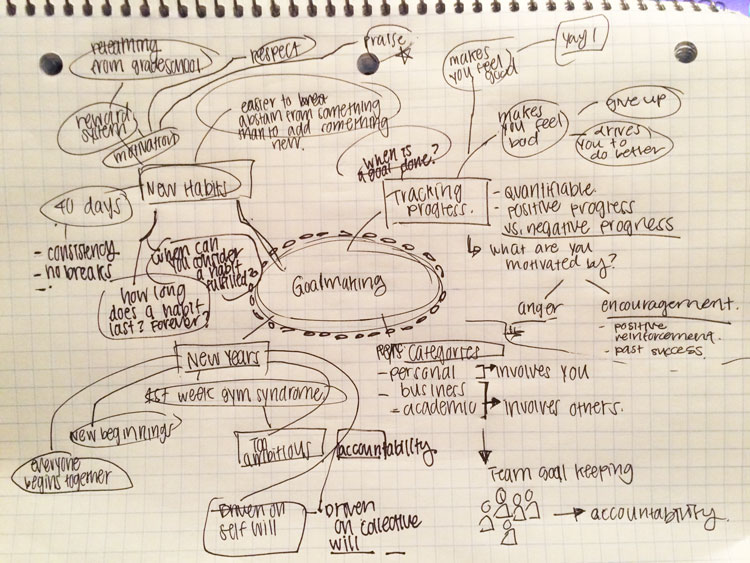 relearning
from gradeschool
respect
praise
makes
you feel
good
yay!
reward
system
motivation
easier to
abstain from something
than to add something
new.
when is
a goal done?
makes
you feel
bad
give up
drives
you to
do better
New Habits
Tracking
progress.
- quantifiable
- positive progress
vs. negative progress
what are you
motivated by?
40 days
- consistency
- no breaks
-
when can
you consider
a habit
fulfilled?
how long
does a habit
last? Forever?
Goalmaking
anger
encouragement.
- positive
reinforcement.
- past success.
New Years
1st week gym syndrome
new beginnings
everyone
begins together
Too
ambitious
accountability
Driven on
self will
Driven
on collective
will
categories
- personal
- business
- academic
involves you
involves others.
Team goal keeping
accountability.